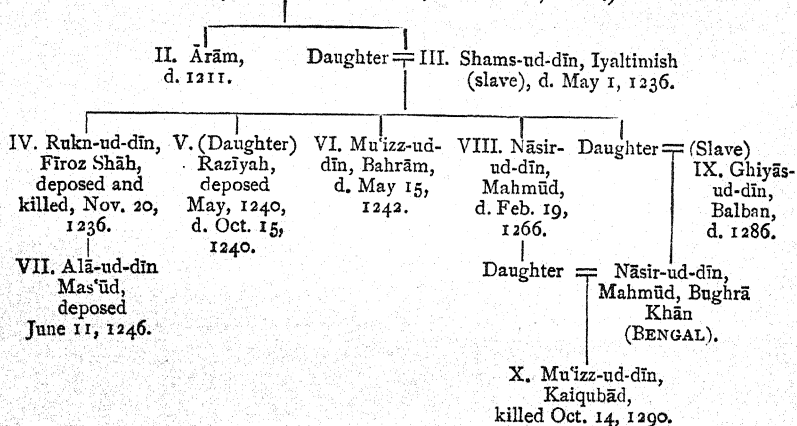 II. Ārām,
d. 1211.
Daughter = III. Shams-ud-dīn, Iyaltimish
(slave), d. May 1, 1236.
IV. Rukn-ud-dīn,
Fīroz Shāh,
deposed and
killed, Nov. 20,
1236.
V. (Daughter)
Razīyah,
deposed
May, 1240,
d. Oct. 15,
1240.
VI. Mu‘izz-ud-
dīn, Bahrām,
d. May 15,
1242.
VIII. Nāsir-
ud-dīn,
Mahmūd,
d. Feb. 19,
1266.
Daughter = (Slave)
IX. Ghiyās-
ud-dīn,
Balban,
d. 1286.
VII. Alā-ud-dīn
Mas‘ūd,
deposed
June 11, 1246.
Daughter = Nāsir-ud-dīn,
Mahmūd, Bughrā
Khān
(BENGAL).
X. Mu‘izz-ud-dīn,
Kaiqubād,
killed Oct. 14, 1290.